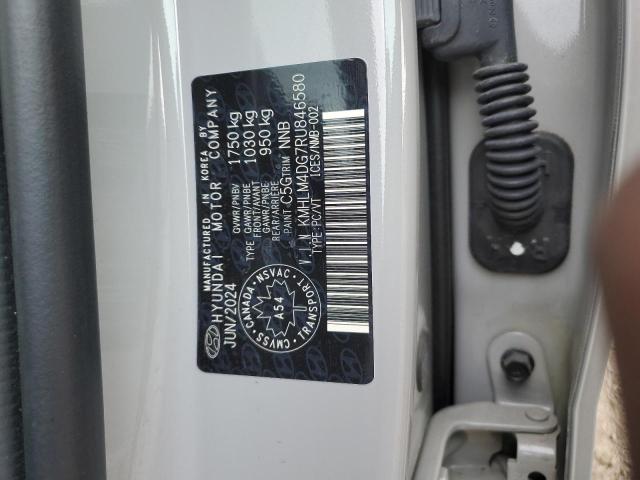 MANUFACTURED IN KOREA BY
HYUNDAI MOTOR COMPANY
JUN/2024
GVWR/PNBV 1750 kg
TYPE GAWR/PNBE FRONT/AVANT 1030 kg
GAWR/PNBE REAR/ARRIÈRE 950 kg
PAINT C5G TRIM NNB
V.I.N KMHLM4DG7RU846580
TYPE:PC/VT ICES/NMB-002
CANADA - NSVAC - TRANSPORT - CMVSS
A54